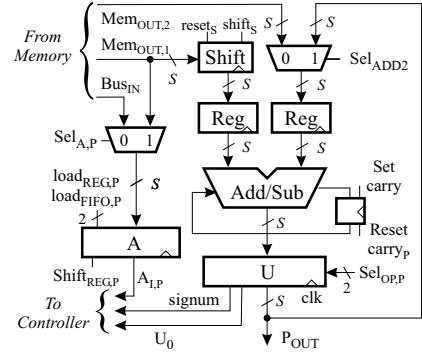 Mem_OUT,2
reset_S shift_S
S S
From Memory
Mem_OUT,1
S
Shift
0 1
Sel_ADD2
Bus_IN
S S
Sel_A,P
0 1
Reg Reg
S S
load_REG,P
load_FIFO,P
S
Add/Sub
Set carry
2
Reset carry_P
A
S
Shift_REG,P
A_I,P
U
2
Sel_OP,P
clk
To Controller
signum
S
U_0
P_OUT